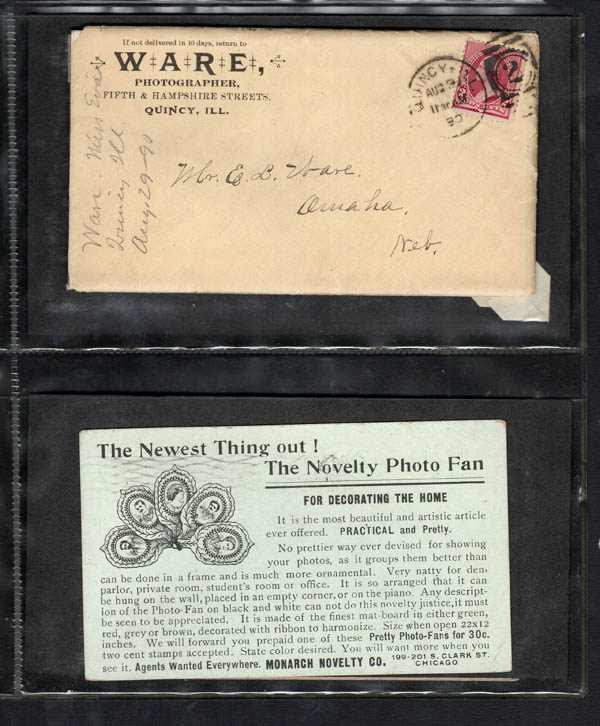 If not delivered in 10 days, return to
W‡A‡R‡E‡,
PHOTOGRAPHER,
FIFTH & HAMPSHIRE STREETS,
QUINCY, ILL.
QUINCY
AUG
90
2
Ware
Quincy Ill.
Aug. 29-90
Mr. E. L. Ware.
Omaha,
Neb.
The Newest Thing out !
The Novelty Photo Fan
FOR DECORATING THE HOME
It is the most beautiful and artistic article
ever offered. PRACTICAL and Pretty.
No prettier way ever devised for showing
your photos, as it groups them better than
can be done in a frame and is much more ornamental. Very natty for den,
parlor, private room, student's room or office. It is so arranged that it can
be hung on the wall, placed in an empty corner, or on the piano. Any descript-
ion of the Photo-Fan on black and white can not do this novelty justice, it must
be seen to be appreciated. It is made of the finest mat-board in either green,
red, grey or brown, decorated with ribbon to harmonize. Size when open 22x12
inches. We will forward you prepaid one of these Pretty Photo-Fans for 30c.
two cent stamps accepted. State color desired. You will want more when you
see it. Agents Wanted Everywhere. MONARCH NOVELTY CO. 199-201 S. CLARK ST. CHICAGO